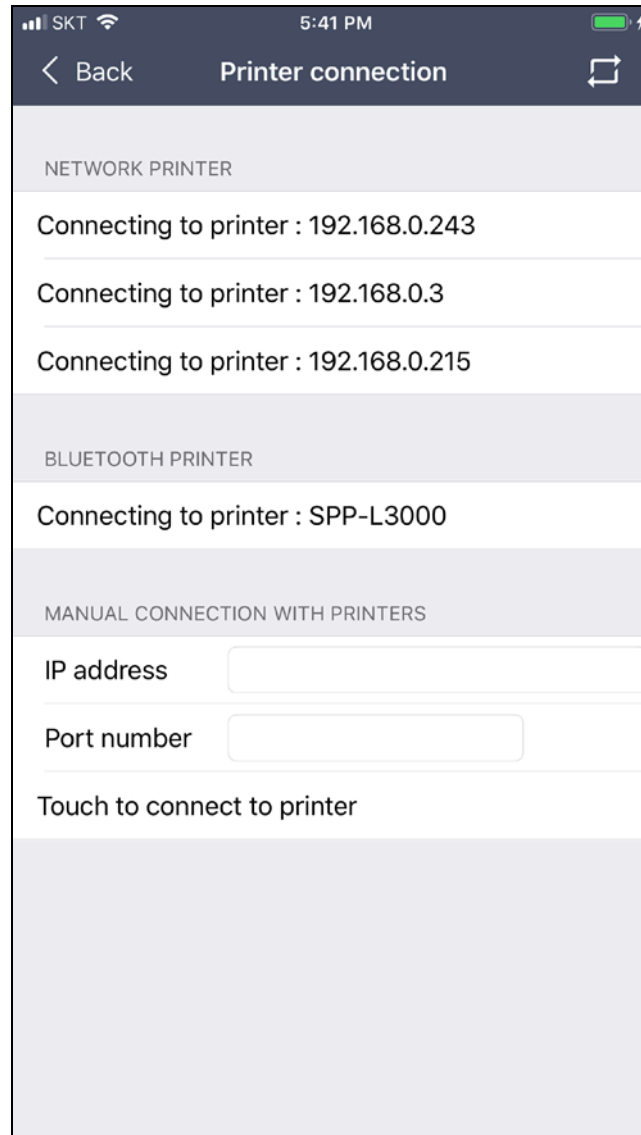 SKT 5:41 PM
Back Printer connection
NETWORK PRINTER
Connecting to printer : 192.168.0.243
Connecting to printer : 192.168.0.3
Connecting to printer : 192.168.0.215
BLUETOOTH PRINTER
Connecting to printer : SPP-L3000
MANUAL CONNECTION WITH PRINTERS
IP address
Port number
Touch to connect to printer